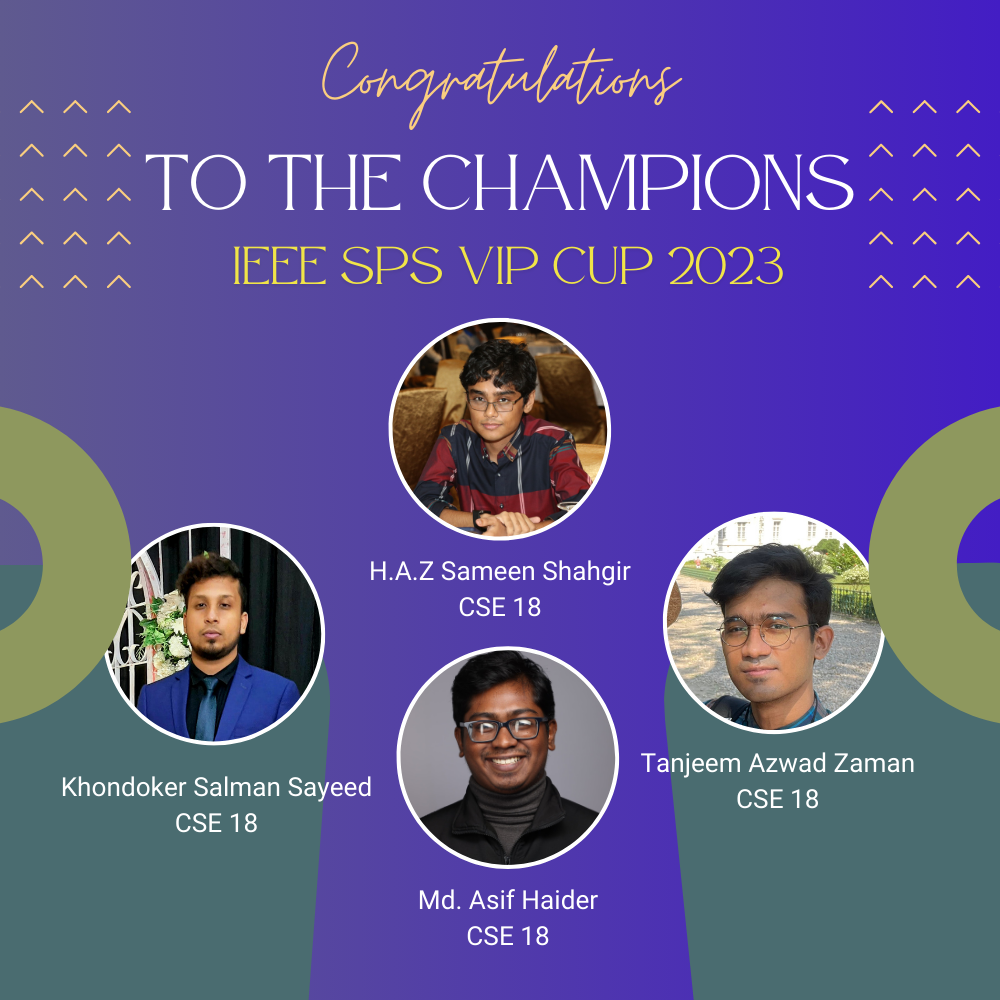 Congratulations
TO THE CHAMPIONS
IEEE SPS VIP CUP 2023
H.A.Z Sameen Shahgir
CSE 18
Khondoker Salman Sayeed
CSE 18
Tanjeem Azwad Zaman
CSE 18
Md. Asif Haider
CSE 18